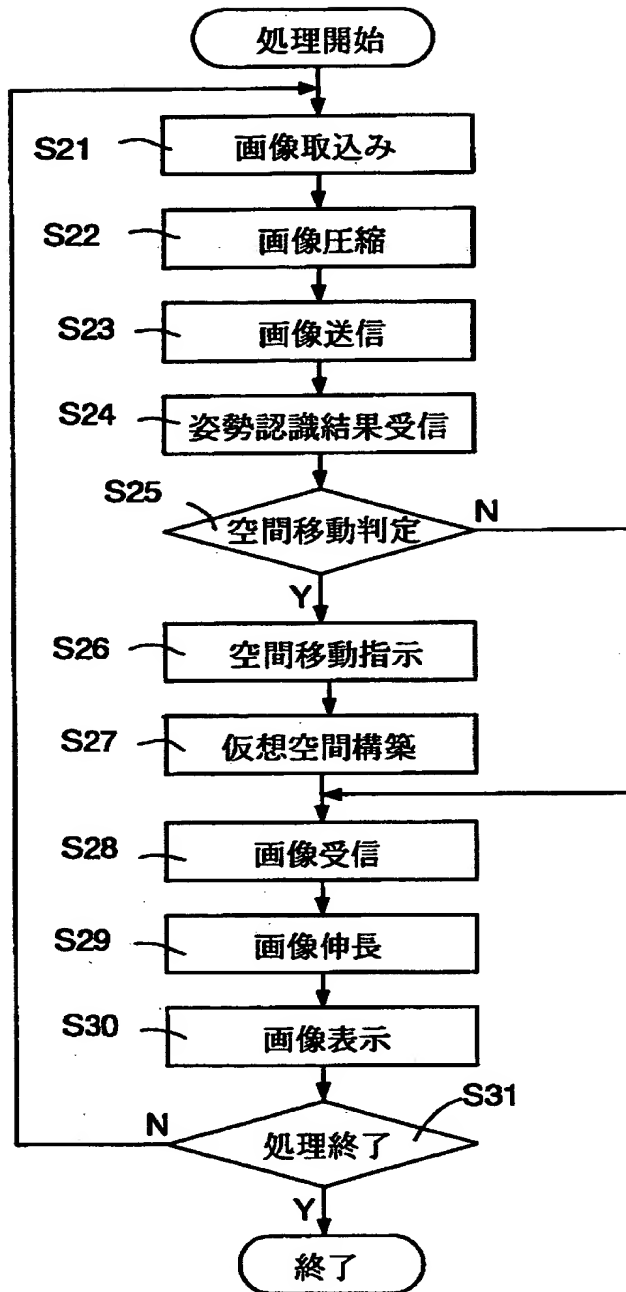 処理開始
S21
画像取込み
S22
画像圧縮
S23
画像送信
S24
姿勢認識結果受信
S25
空間移動判定
N
Y
S26
空間移動指示
S27
仮想空間構築
S28
画像受信
S29
画像伸長
S30
画像表示
S31
N
処理終了
Y
終了